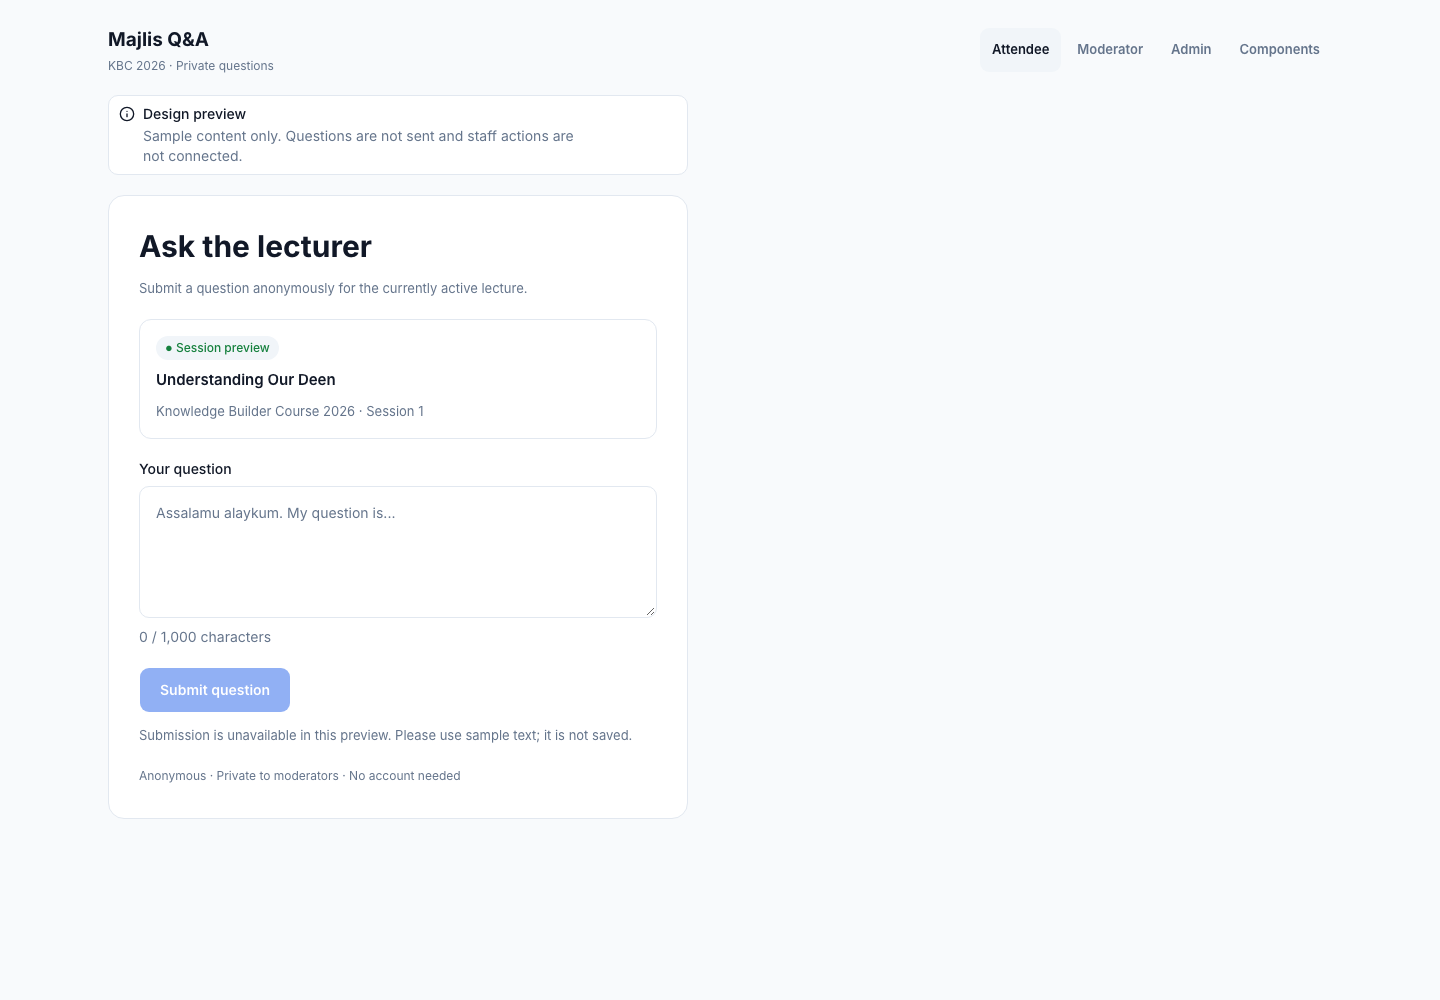 Majlis Q&A
KBC 2026 · Private questions
Attendee
Moderator
Admin
Components
Design preview
Sample content only. Questions are not sent and staff actions are
not connected.
Ask the lecturer
Submit a question anonymously for the currently active lecture.
Session preview
Understanding Our Deen
Knowledge Builder Course 2026 · Session 1
Your question
Assalamu alaykum. My question is...
0 / 1,000 characters
Submit question
Submission is unavailable in this preview. Please use sample text; it is not saved.
Anonymous · Private to moderators · No account needed